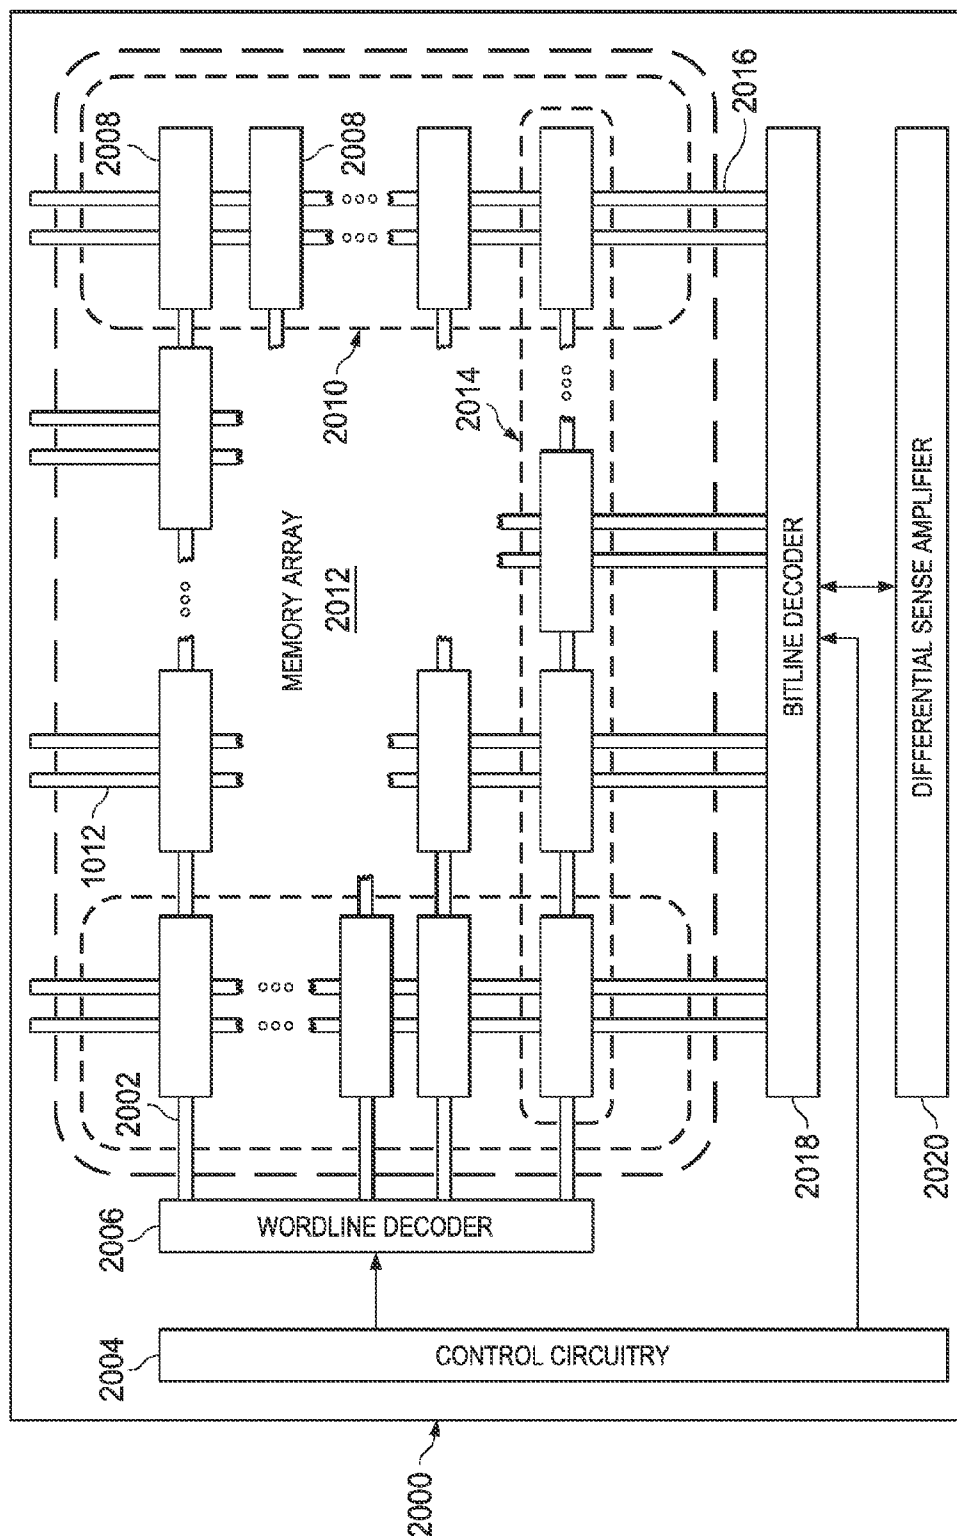 2000
2004
CONTROL CIRCUITRY
2006
WORDLINE DECODER
2002
1012
2008
2008
2010
MEMORY ARRAY
2012
2014
2016
BITLINE DECODER
2018
DIFFERENTIAL SENSE AMPLIFIER
2020